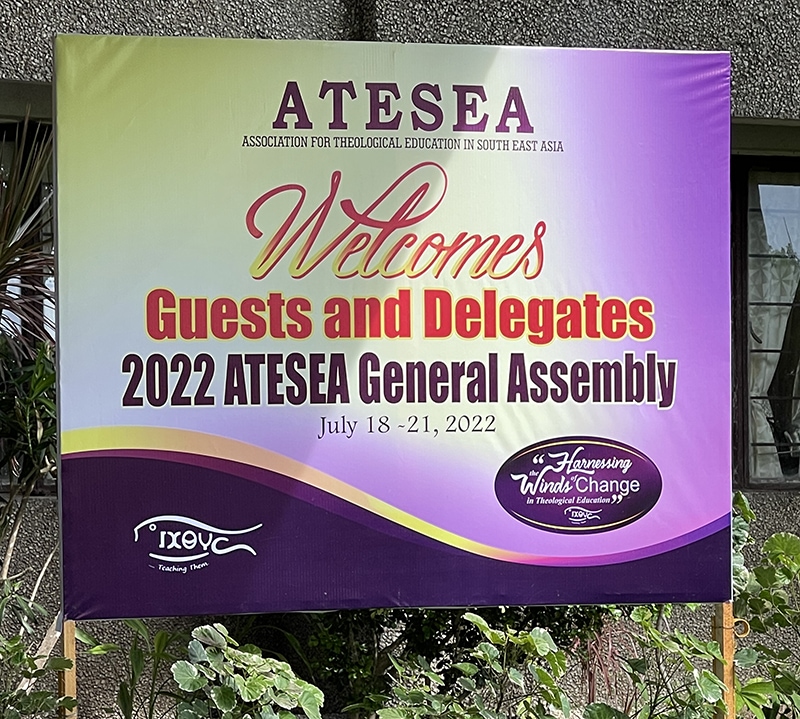 ATESEA
ASSOCIATION FOR THEOLOGICAL EDUCATION IN SOUTH EAST ASIA
Welcomes
Guests and Delegates
2022 ATESEA General Assembly
July 18 -21, 2022
“Harnessing
the Winds of Change
in Theological Education”
ΙΧΘΥC
Teaching Them